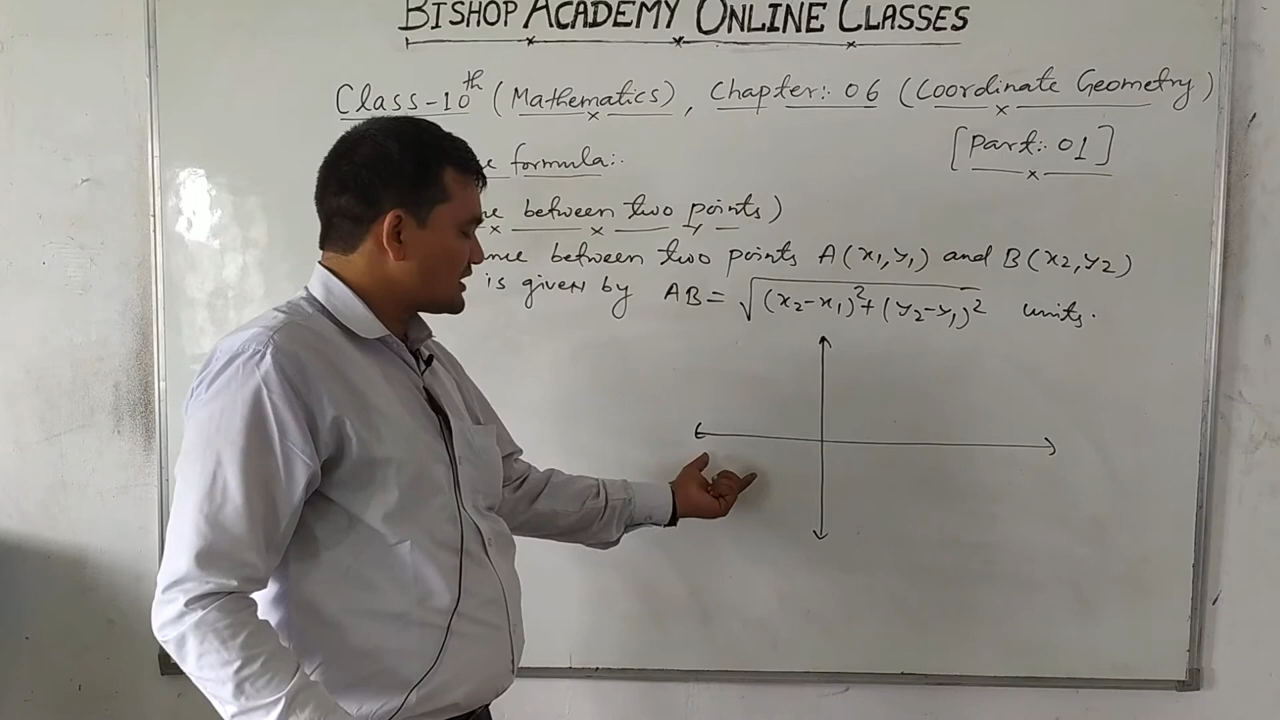 BISHOP ACADEMY ONLINE CLASSES
Class-10th (Mathematics), Chapter:. 06 (Coordinate Geometry)
[Part:. 01]
formula:.
between two points)
between two points A(x1,y1) and B(x2,y2)
is given by AB=√(x2-x1)²+(y2-y1)² units.